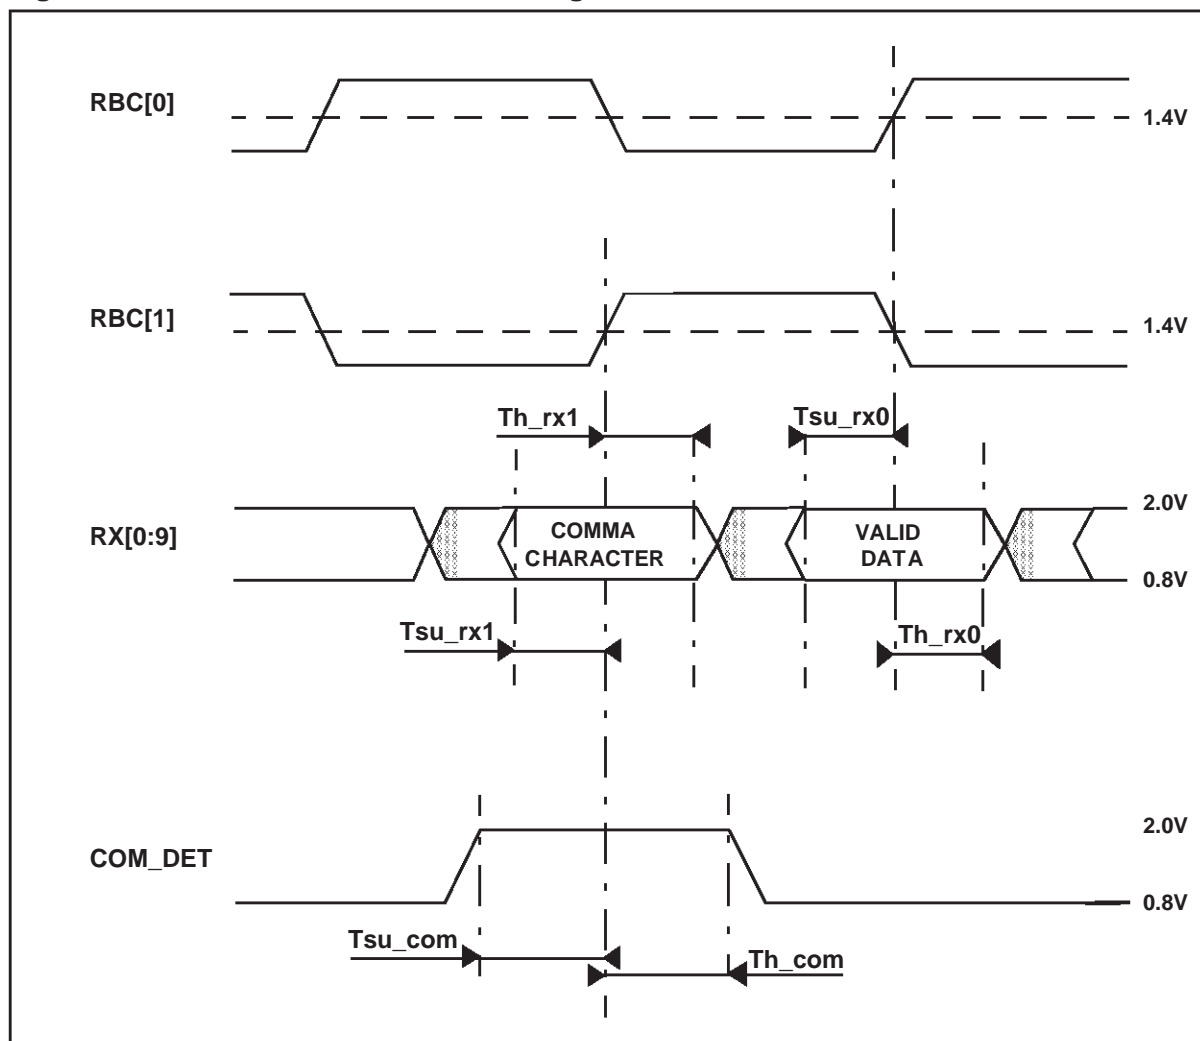 RBC[0]
1.4V
RBC[1]
1.4V
Th_rx1
Tsu_rx0
RX[0:9]
COMMA
CHARACTER
VALID
DATA
2.0V
0.8V
Tsu_rx1
Th_rx0
COM_DET
2.0V
0.8V
Tsu_com
Th_com